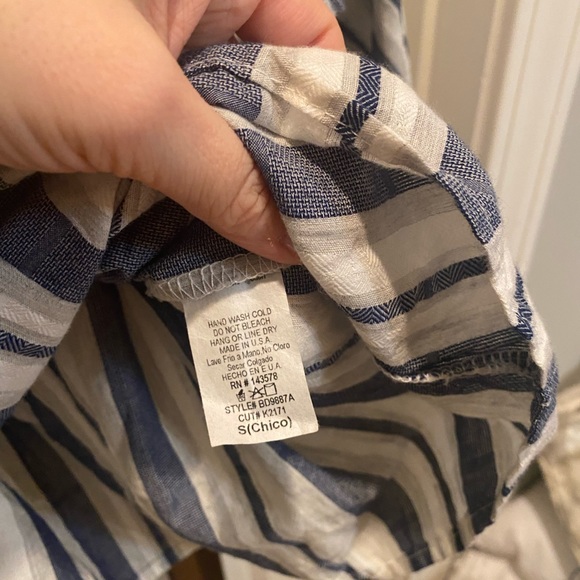 HAND WASH COLD
DO NOT BLEACH
HANG OR LINE DRY
MADE IN U.S.A.
Lave Frio a Mano,No Cloro
Secar Colgado
HECHO EN E.U.A.
RN # 143578
STYLE# BD9887A
CUT# K2171
S(Chico)